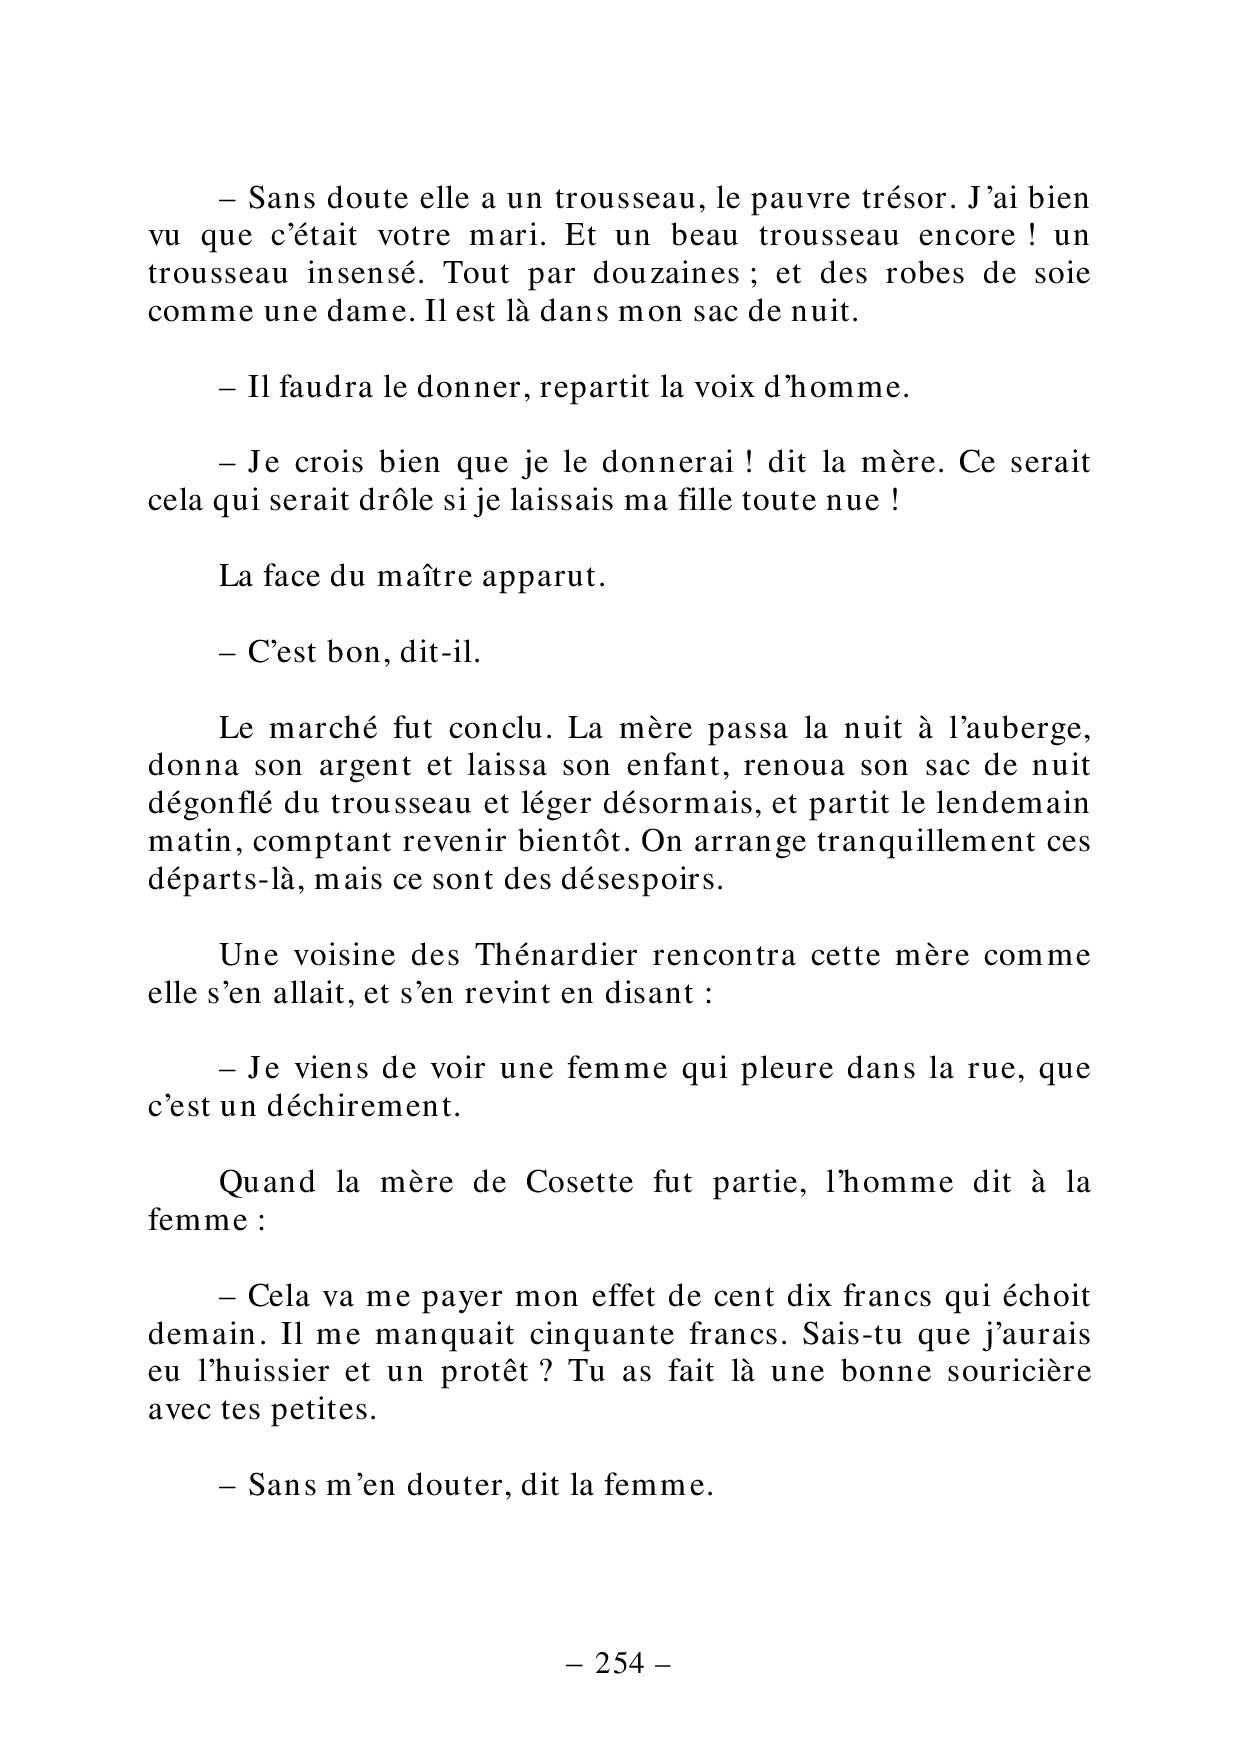 – Sans doute elle a un trousseau, le pauvre trésor. J’ai bien
vu que c’était votre mari. Et un beau trousseau encore ! un
trousseau insensé. Tout par douzaines ; et des robes de soie
comme une dame. Il est là dans mon sac de nuit.
– Il faudra le donner, repartit la voix d’homme.
– Je crois bien que je le donnerai ! dit la mère. Ce serait
cela qui serait drôle si je laissais ma fille toute nue !
La face du maître apparut.
– C’est bon, dit-il.
Le marché fut conclu. La mère passa la nuit à l’auberge,
donna son argent et laissa son enfant, renoua son sac de nuit
dégonflé du trousseau et léger désormais, et partit le lendemain
matin, comptant revenir bientôt. On arrange tranquillement ces
départs-là, mais ce sont des désespoirs.
Une voisine des Thénardier rencontra cette mère comme
elle s’en allait, et s’en revint en disant :
– Je viens de voir une femme qui pleure dans la rue, que
c’est un déchirement.
Quand la mère de Cosette fut partie, l’homme dit à la
femme :
– Cela va me payer mon effet de cent dix francs qui échoit
demain. Il me manquait cinquante francs. Sais-tu que j’aurais
eu l’huissier et un protêt ? Tu as fait là une bonne souricière
avec tes petites.
– Sans m’en douter, dit la femme.
– 254 –